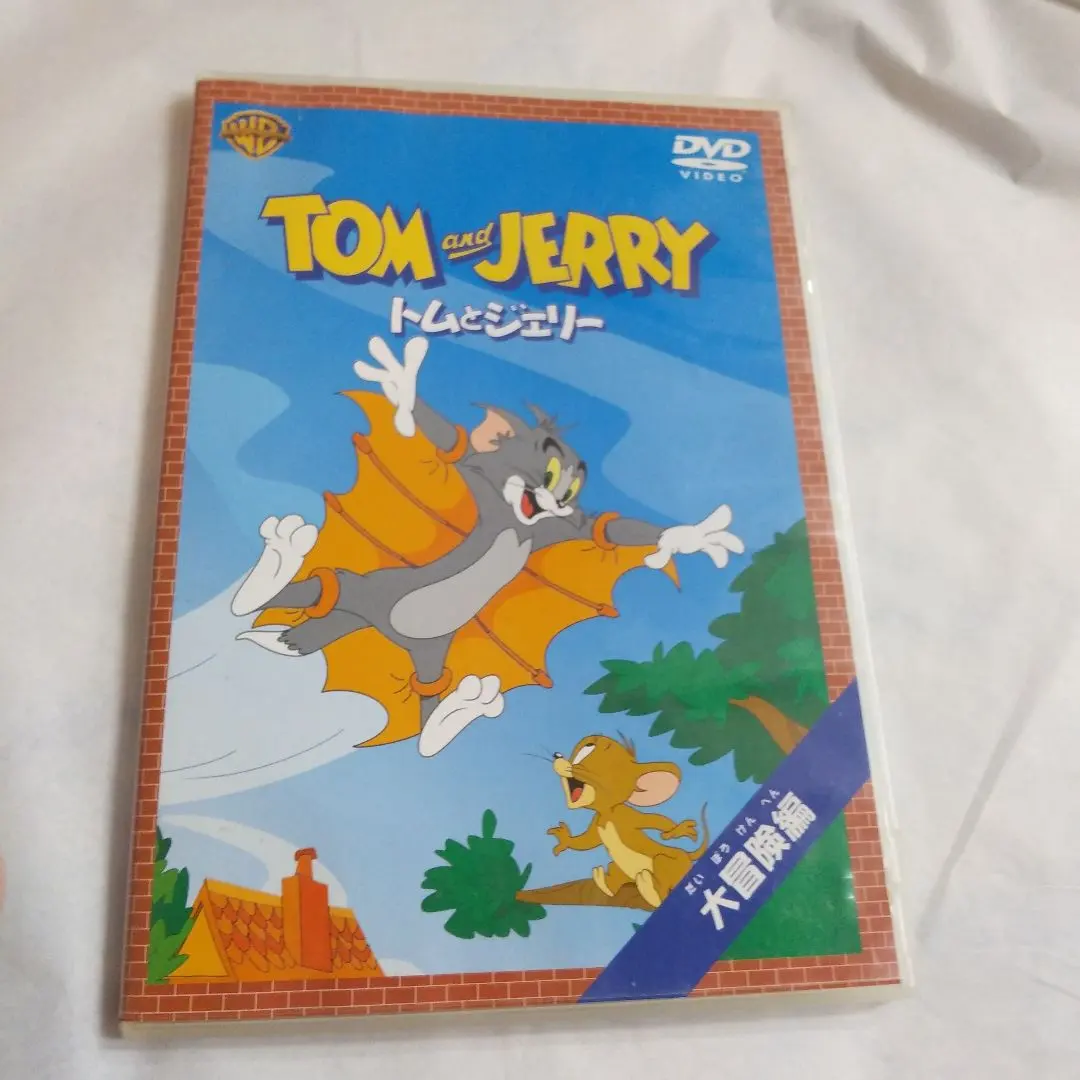 WB
DVD
VIDEO
TOM and JERRY
トムとジェリー
だい ぼう けん へん
大冒険編